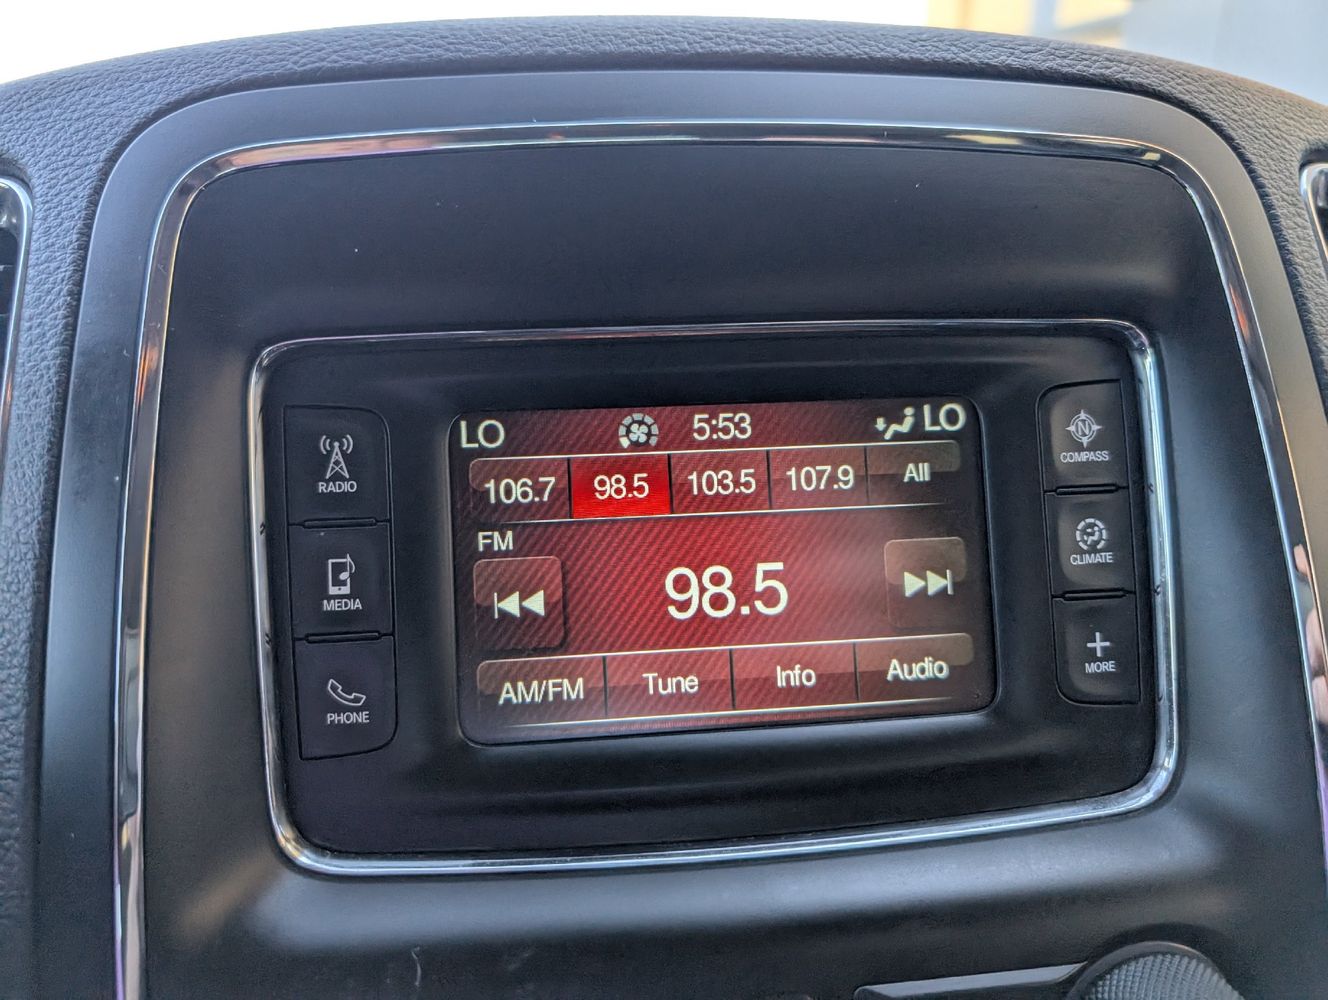 LO 5:53 LO
106.7 98.5 103.5 107.9 All
FM
98.5
AM/FM Tune Info Audio
RADIO
MEDIA
PHONE
N
COMPASS
CLIMATE
MORE